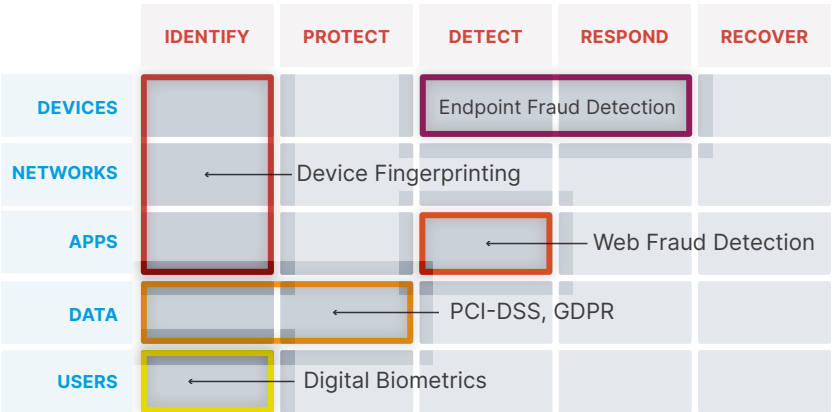 IDENTIFY PROTECT DETECT RESPOND RECOVER
DEVICES Endpoint Fraud Detection
NETWORKS Device Fingerprinting
APPS Web Fraud Detection
DATA PCI-DSS, GDPR
USERS Digital Biometrics